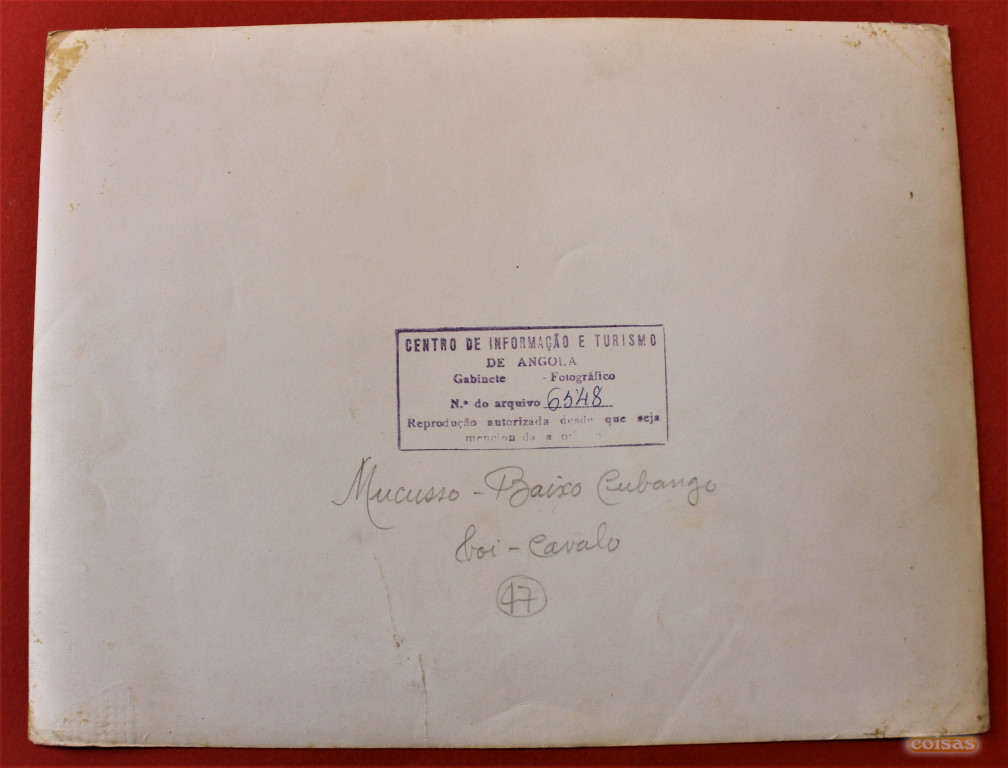 CENTRO DE INFORMAÇÃO E TURISMO
DE ANGOLA
Gabinete - Fotográfico
N.º do arquivo 6548
Reprodução autorizada desde que seja
a
Mucusso - Baixo Cubango
boi - cavalo
17
coisas